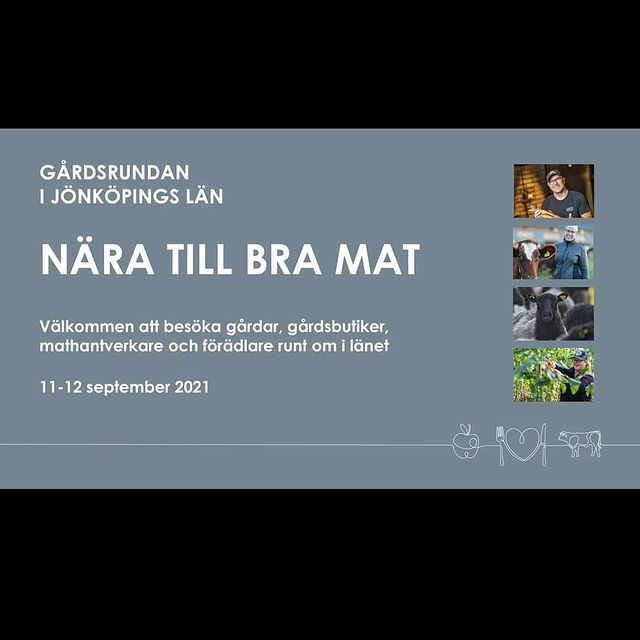 GÅRDSRUNDAN
I JÖNKÖPINGS LÄN
NÄRA TILL BRA MAT
Välkommen att besöka gårdar, gårdsbutiker,
mathantverkare och förädlare runt om i länet
11-12 september 2021